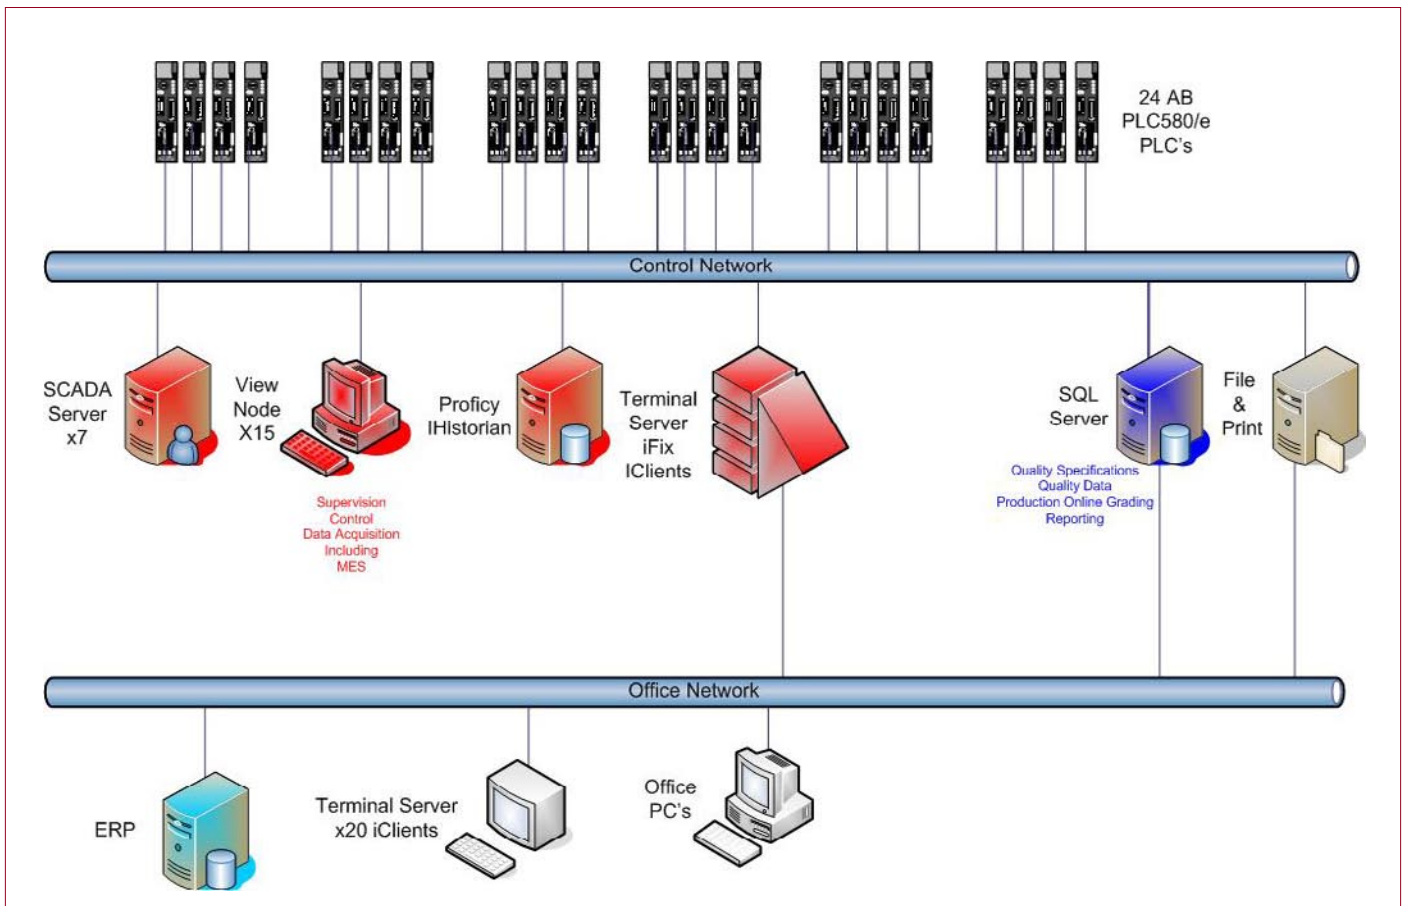 24 AB
PLC580/e
PLC's
Control Network
SCADA
Server
x7
View
Node
X15
Proficy
IHistorian
Terminal
Server
iFix
IClients
SQL
Server
File
&
Print
Supervision
Control
Data Acquisition
Including
MES
Quality Specifications
Quality Data
Production Online Grading
Reporting
Office Network
ERP
Terminal Server
x20 iClients
Office
PC's